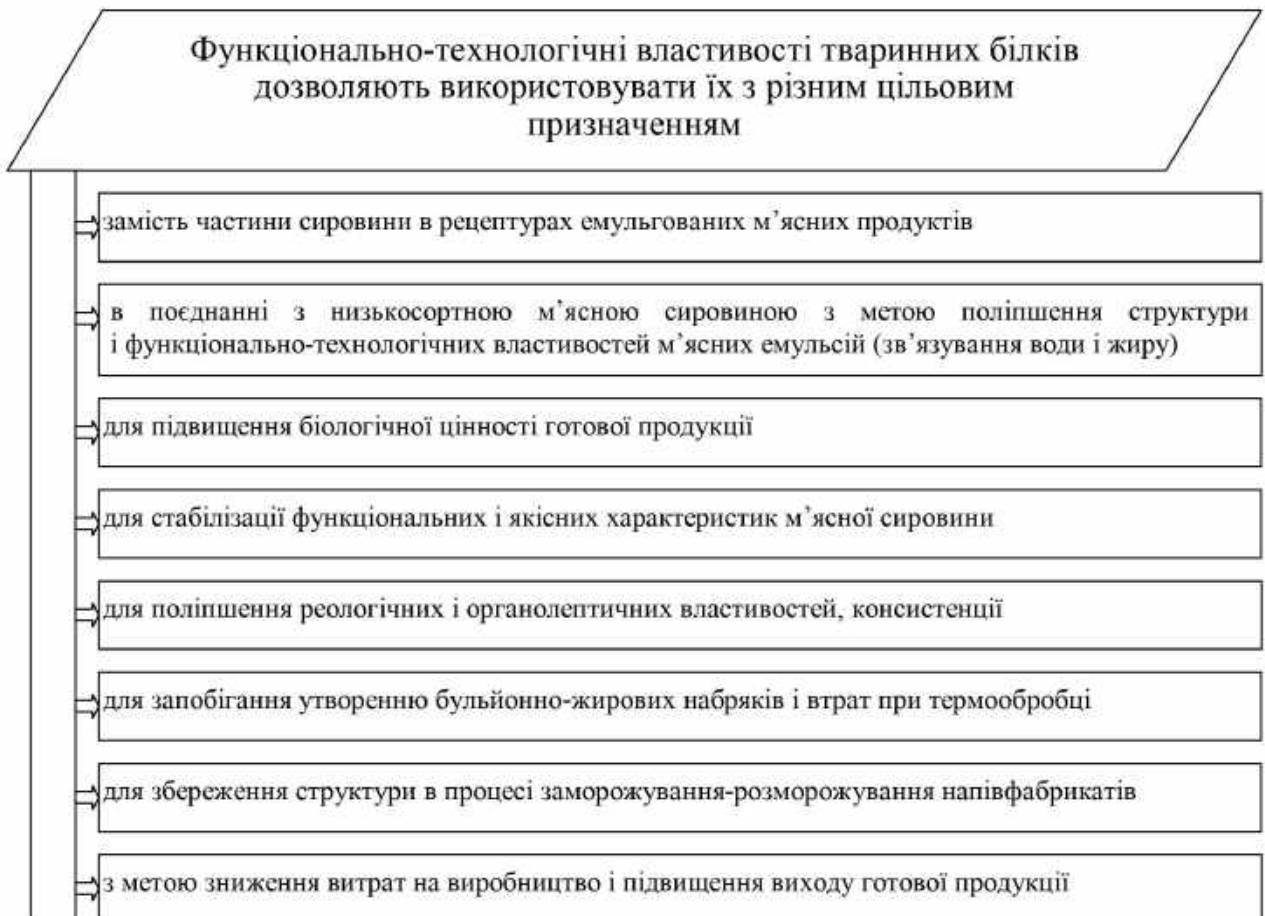 Функціонально-технологічні властивості тваринних білків
дозволяють використовувати їх з різним цільовим
призначенням
замість частини сировини в рецептурах емульгованих м’ясних продуктів
в поєднанні з низькосортною м’ясною сировиною з метою поліпшення структури
і функціонально-технологічних властивостей м’ясних емульсій (зв’язування води і жиру)
для підвищення біологічної цінності готової продукції
для стабілізації функціональних і якісних характеристик м’ясної сировини
для поліпшення реологічних і органолептичних властивостей, консистенції
для запобігання утворенню бульйонно-жирових набряків і втрат при термообробці
для збереження структури в процесі заморожування-розморожування напівфабрикатів
з метою зниження витрат на виробництво і підвищення виходу готової продукції